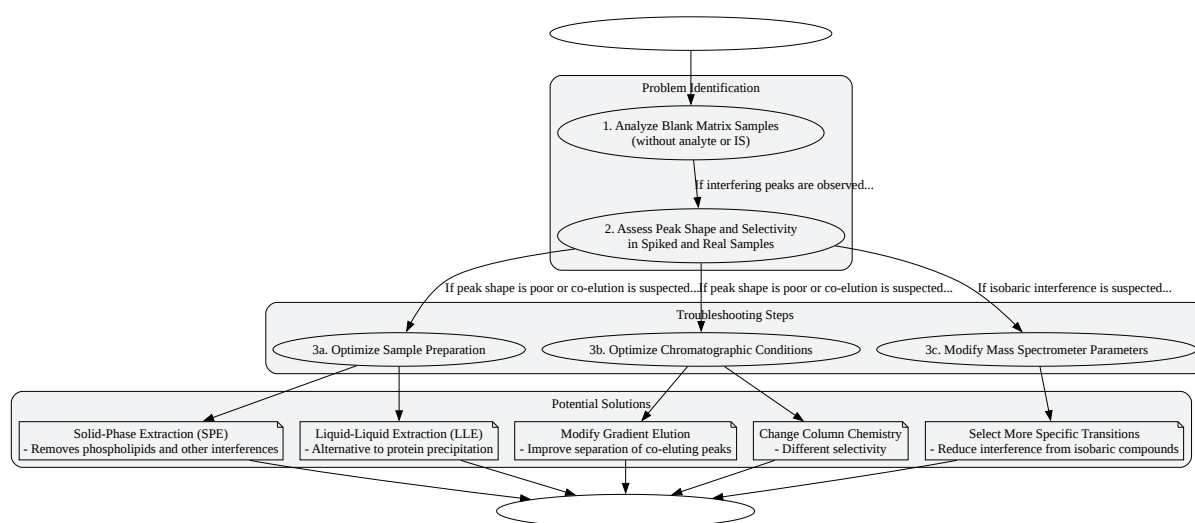 Problem Identification
1. Analyze Blank Matrix Samples
(without analyte or IS)
If interfering peaks are observed...
2. Assess Peak Shape and Selectivity
in Spiked and Real Samples
If peak shape is poor or co-elution is suspected...
If peak shape is poor or co-elution is suspected...
If isobaric interference is suspected...
Troubleshooting Steps
3a. Optimize Sample Preparation
3b. Optimize Chromatographic Conditions
3c. Modify Mass Spectrometer Parameters
Potential Solutions
Solid-Phase Extraction (SPE)
- Removes phospholipids and other interferences
Liquid-Liquid Extraction (LLE)
- Alternative to protein precipitation
Modify Gradient Elution
- Improve separation of co-eluting peaks
Change Column Chemistry
- Different selectivity
Select More Specific Transitions
- Reduce interference from isobaric compounds